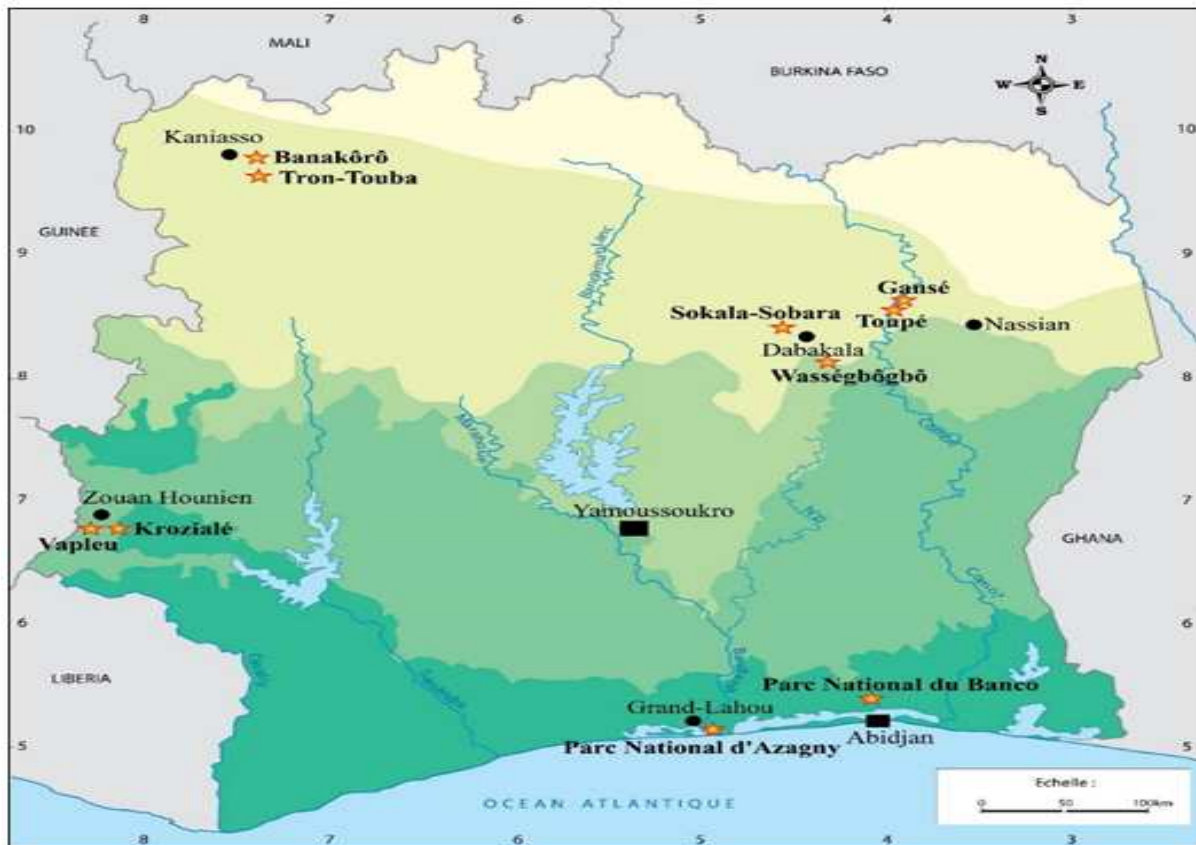 8 7 6 5 4 3
MALI
BURKINA FASO
N
W E
S
10 10
Kaniasso
Banakôrô
Tron-Touba
GUINEE
9 9
Gansé
Sokala-Sobara
Toupé
Nassian
Dabakala
8 8
Wasségbôgbô
7 7
Zouan Hounien
Krozialé
Vapleu
Yamoussoukro
N'Zi
GHANA
6 6
LIBERIA
Parc National du Banco
Grand-Lahou
Parc National d'Azagny
Abidjan
5 5
Echelle :
0 50 100km
OCEAN ATLANTIQUE
8 7 6 5 4 3